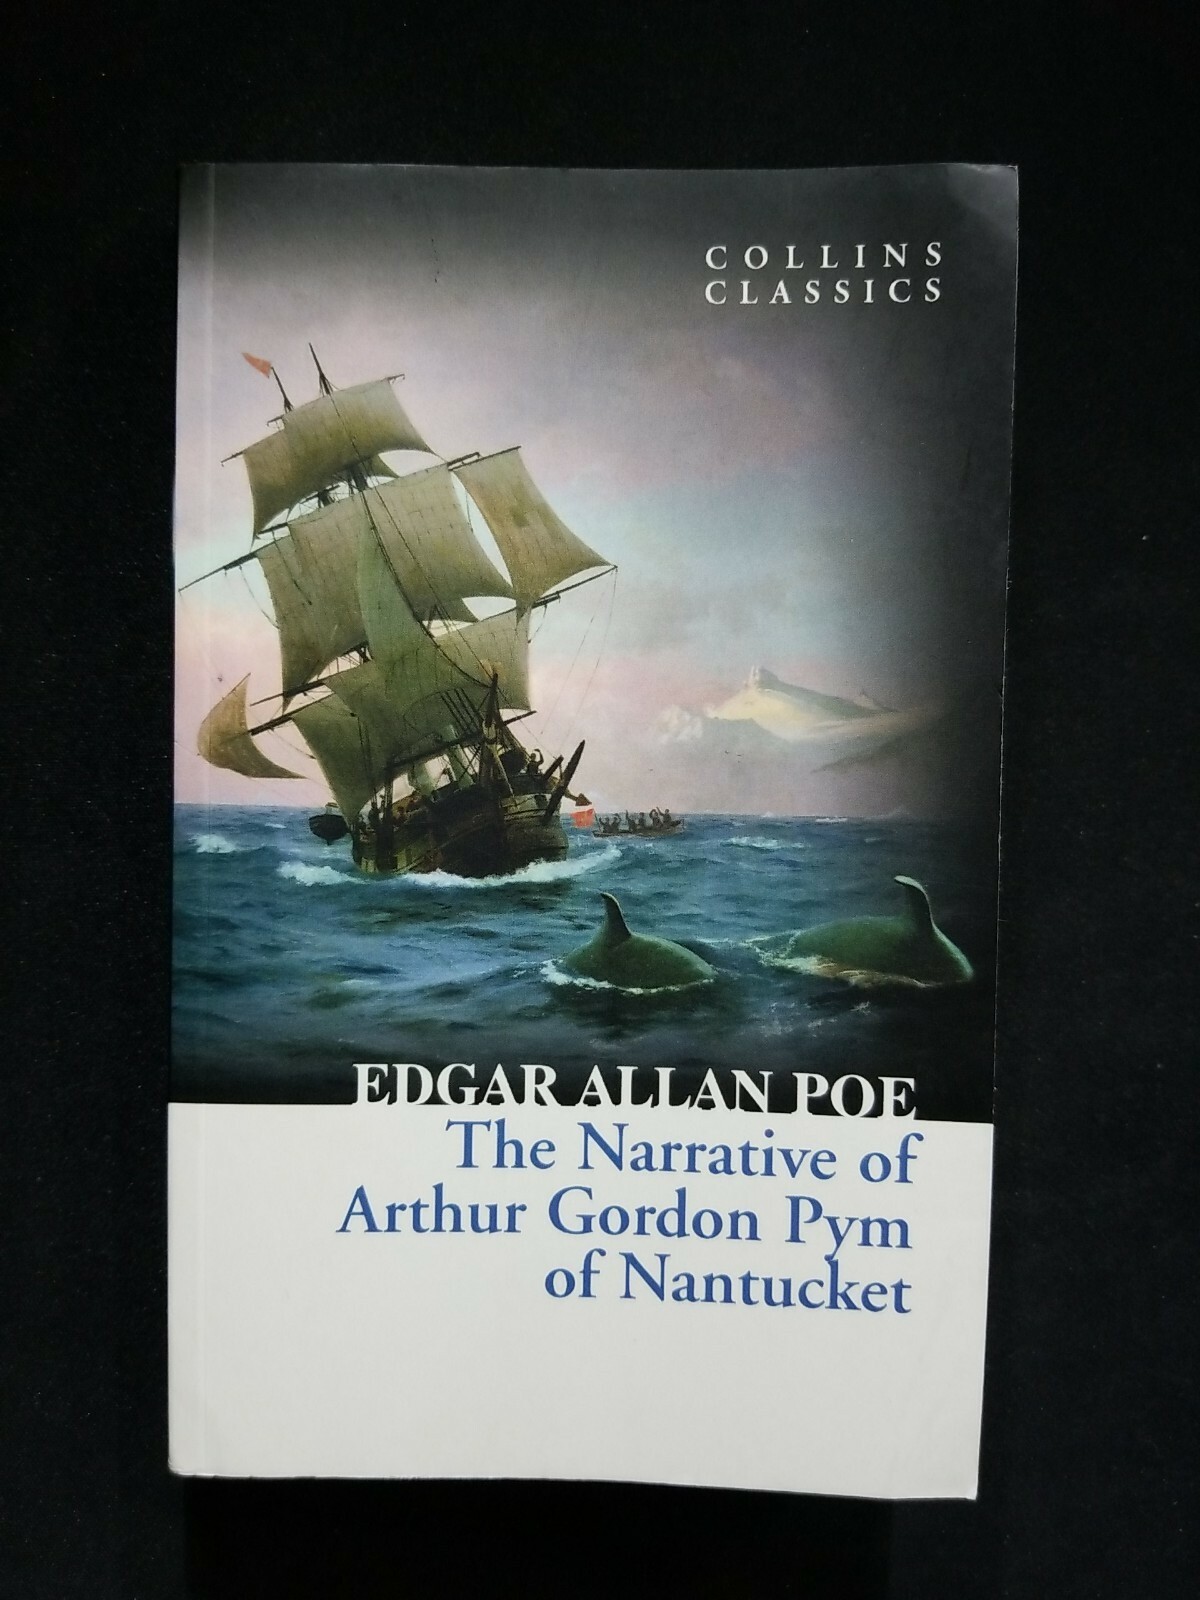 COLLINS
CLASSICS
EDGAR ALLAN POE
The Narrative of
Arthur Gordon Pym
of Nantucket